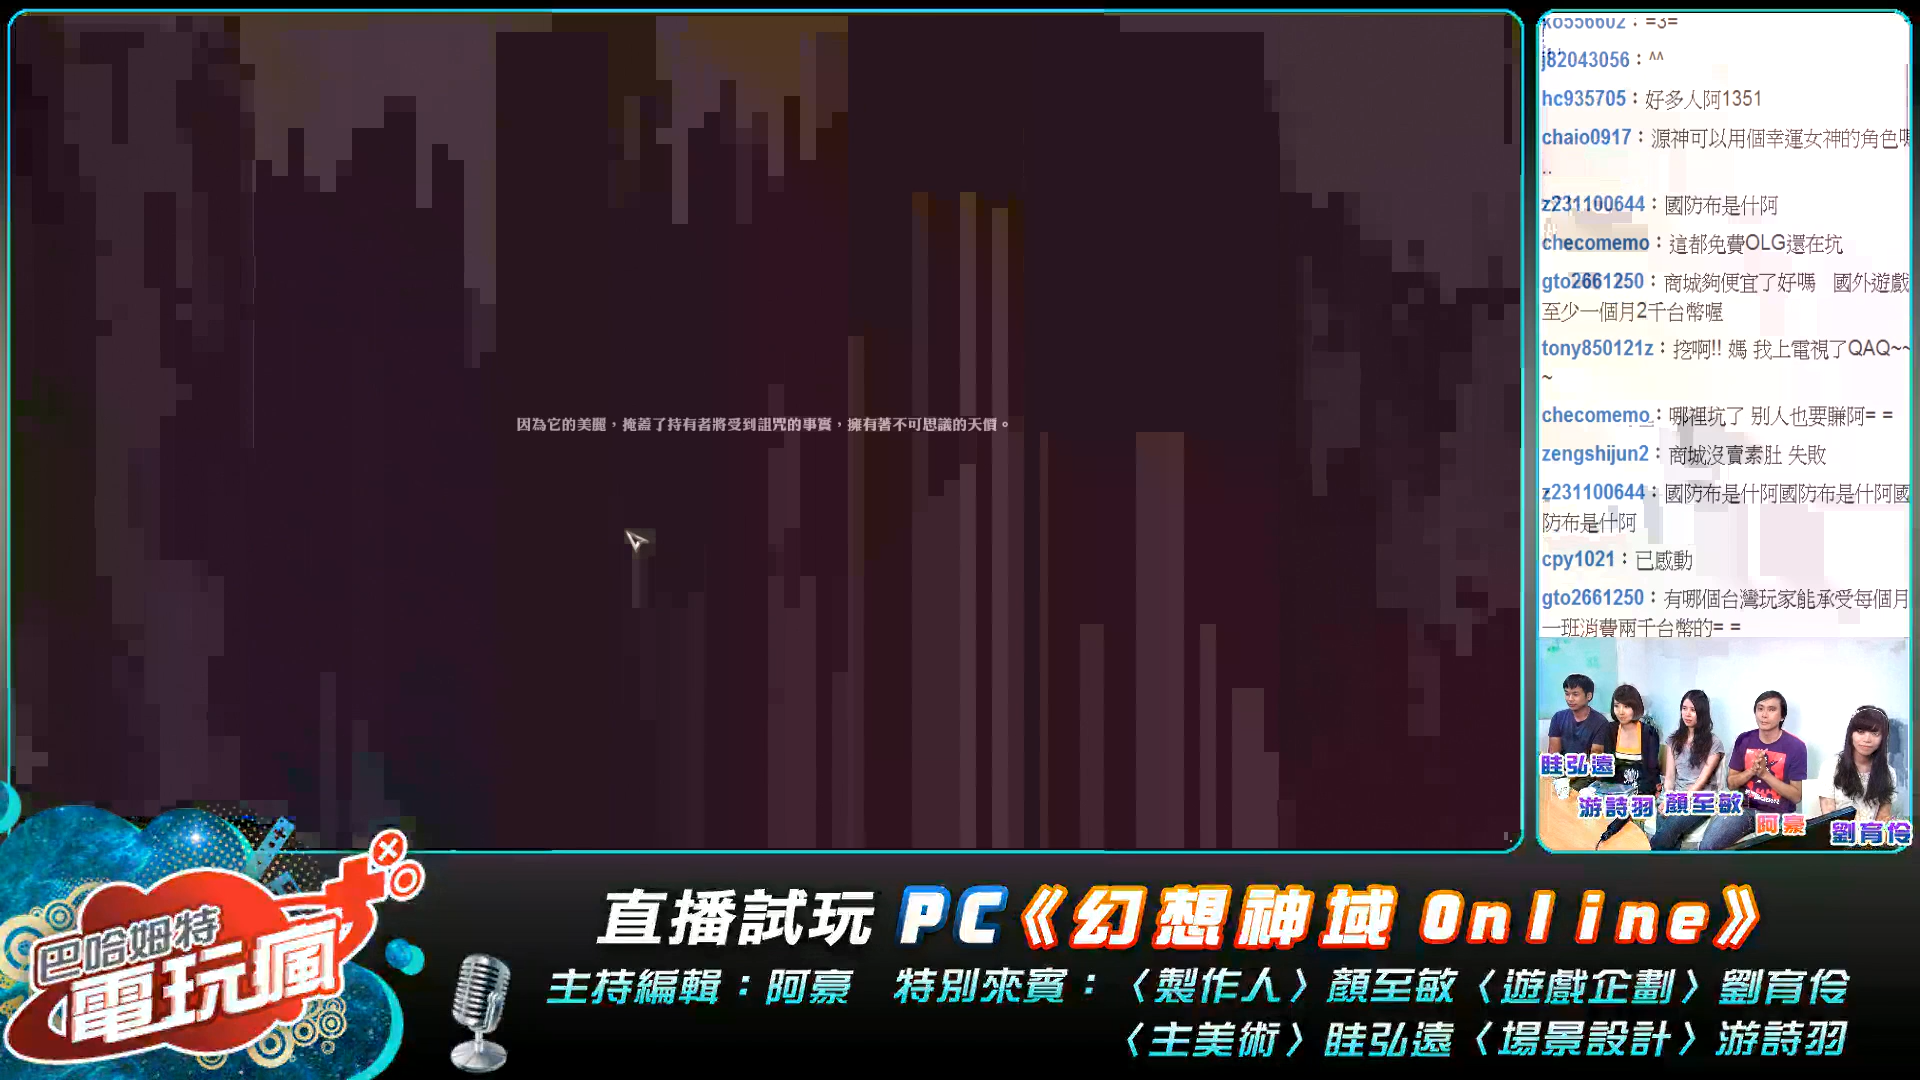 xo556602：=3=
j82043056：^^
hc935705：好多人阿1351
chaio0917：源神可以用個幸運女神的角色嗎
..
z231100644：國防布是什阿
checomemo：這都免費OLG還在坑
gto2661250：商城夠便宜了好嗎　國外遊戲
至少一個月2千台幣喔
tony850121z：挖啊!! 媽 我上電視了QAQ~~
~
checomemo：哪裡坑了 別人也要賺阿= =
zengshijun2：商城沒賣素肚 失敗
z231100644：國防布是什阿國防布是什阿國
防布是什阿
cpy1021：已感動
gto2661250：有哪個台灣玩家能承受每個月
一班消費兩千台幣的= =
因為它的美麗，掩蓋了持有者將受到詛咒的事實，擁有著不可思議的天價。
眭弘遠
游詩羽
顏至敏
阿豪
劉育伶
巴哈姆特
電玩瘋
直播試玩 PC《幻想神域 Online》
主持編輯：阿豪　特別來賓：〈製作人〉顏至敏〈遊戲企劃〉劉育伶
〈主美術〉眭弘遠〈場景設計〉游詩羽